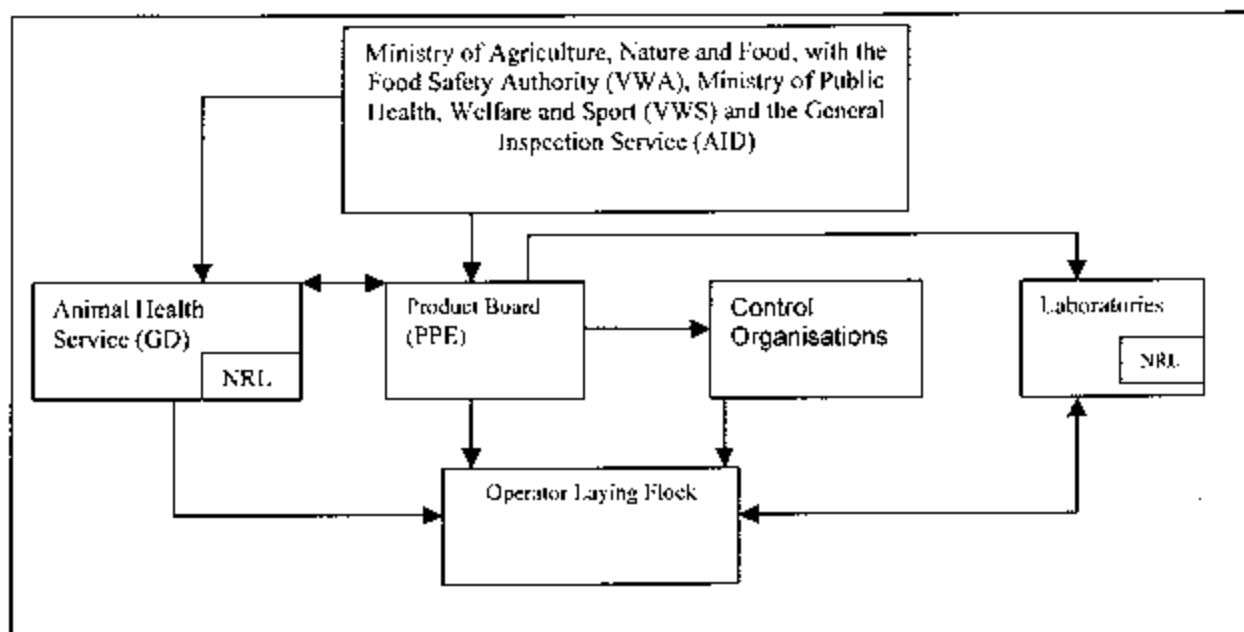 Ministry of Agriculture, Nature and Food, with the
Food Safety Authority (VWA), Ministry of Public
Health, Welfare and Sport (VWS) and the General
Inspection Service (AID)
Animal Health
Service (GD)
NRL
Product Board
(PPE)
Control
Organisations
Laboratories
NRL
Operator Laying Flock